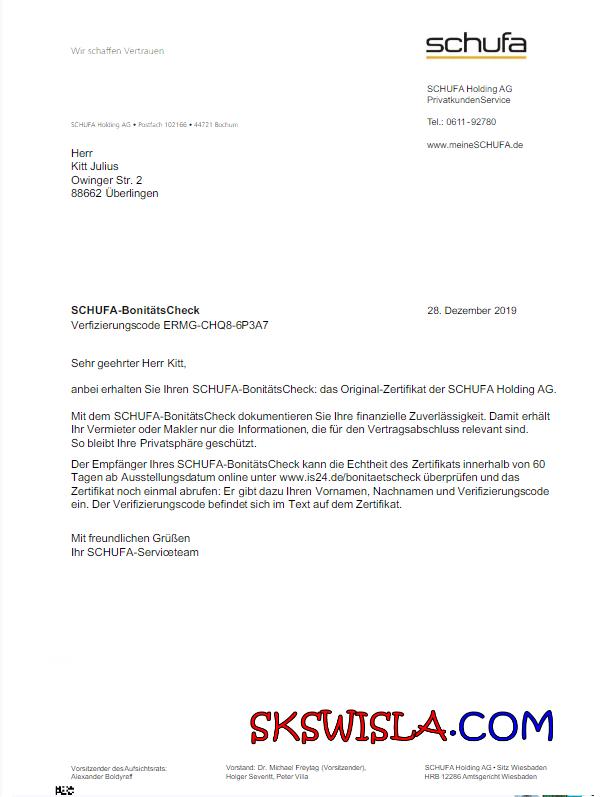 Wir schaffen Vertrauen
schufa
SCHUFA Holding AG
PrivatkundenService
Tel.: 0611-92780
www.meineSCHUFA.de
SCHUFA Holding AG • Postfach 102166 • 44721 Bochum
Herr
Kitt Julius
Owinger Str. 2
88662 Überlingen
SCHUFA-BonitätsCheck
28. Dezember 2019
Verfizierungscode ERMG-CHQ8-6P3A7
Sehr geehrter Herr Kitt,
anbei erhalten Sie Ihren SCHUFA-BonitätsCheck: das Original-Zertifikat der SCHUFA Holding AG.
Mit dem SCHUFA-BonitätsCheck dokumentieren Sie Ihre finanzielle Zuverlässigkeit. Damit erhält
Ihr Vermieter oder Makler nur die Informationen, die für den Vertragsabschluss relevant sind.
So bleibt Ihre Privatsphäre geschützt.
Der Empfänger Ihres SCHUFA-BonitätsCheck kann die Echtheit des Zertifikats innerhalb von 60
Tagen ab Ausstellungsdatum online unter www.is24.de/bonitaetscheck überprüfen und das
Zertifikat noch einmal abrufen: Er gibt dazu Ihren Vornamen, Nachnamen und Verifizierungscode
ein. Der Verifizierungscode befindet sich im Text auf dem Zertifikat.
Mit freundlichen Grüßen
Ihr SCHUFA-Serviceteam
SKSWISLA.COM
Vorsitzender des Aufsichtsrats:
Alexander Boldyreff
Vorstand: Dr. Michael Freytag (Vorsitzender),
Holger Severitt, Peter Villa
SCHUFA Holding AG • Sitz Wiesbaden
HRB 12286 Amtsgericht Wiesbaden